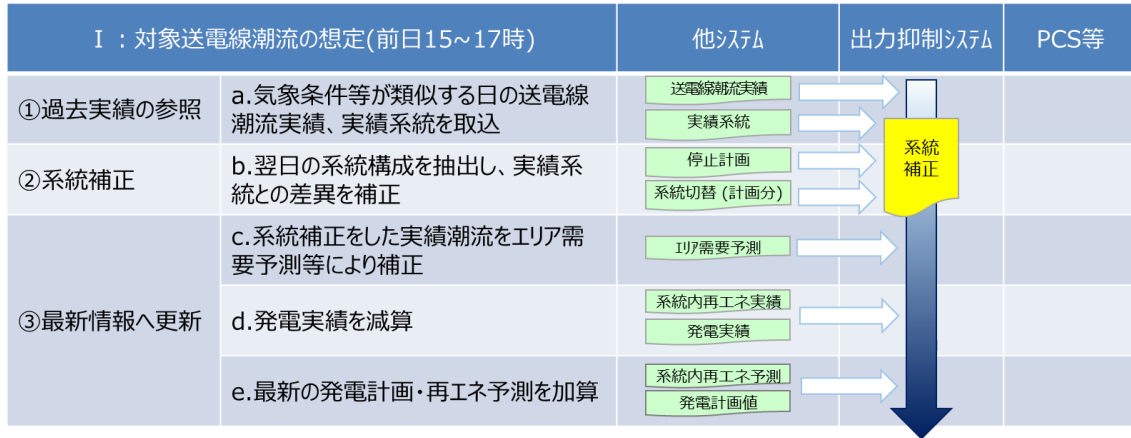 Ⅰ：対象送電線潮流の想定(前日15~17時)
他ｼｽﾃﾑ
出力抑制ｼｽﾃﾑ
PCS等
①過去実績の参照
a.気象条件等が類似する日の送電線
潮流実績、実績系統を取込
送電線潮流実績
実績系統
②系統補正
b.翌日の系統構成を抽出し、実績系
統との差異を補正
停止計画
系統切替 (計画分)
系統
補正
③最新情報へ更新
c.系統補正をした実績潮流をエリア需
要予測等により補正
ｴﾘｱ需要予測
d.発電実績を減算
系統内再エネ実績
発電実績
e.最新の発電計画・再エネ予測を加算
系統内再エネ予測
発電計画値